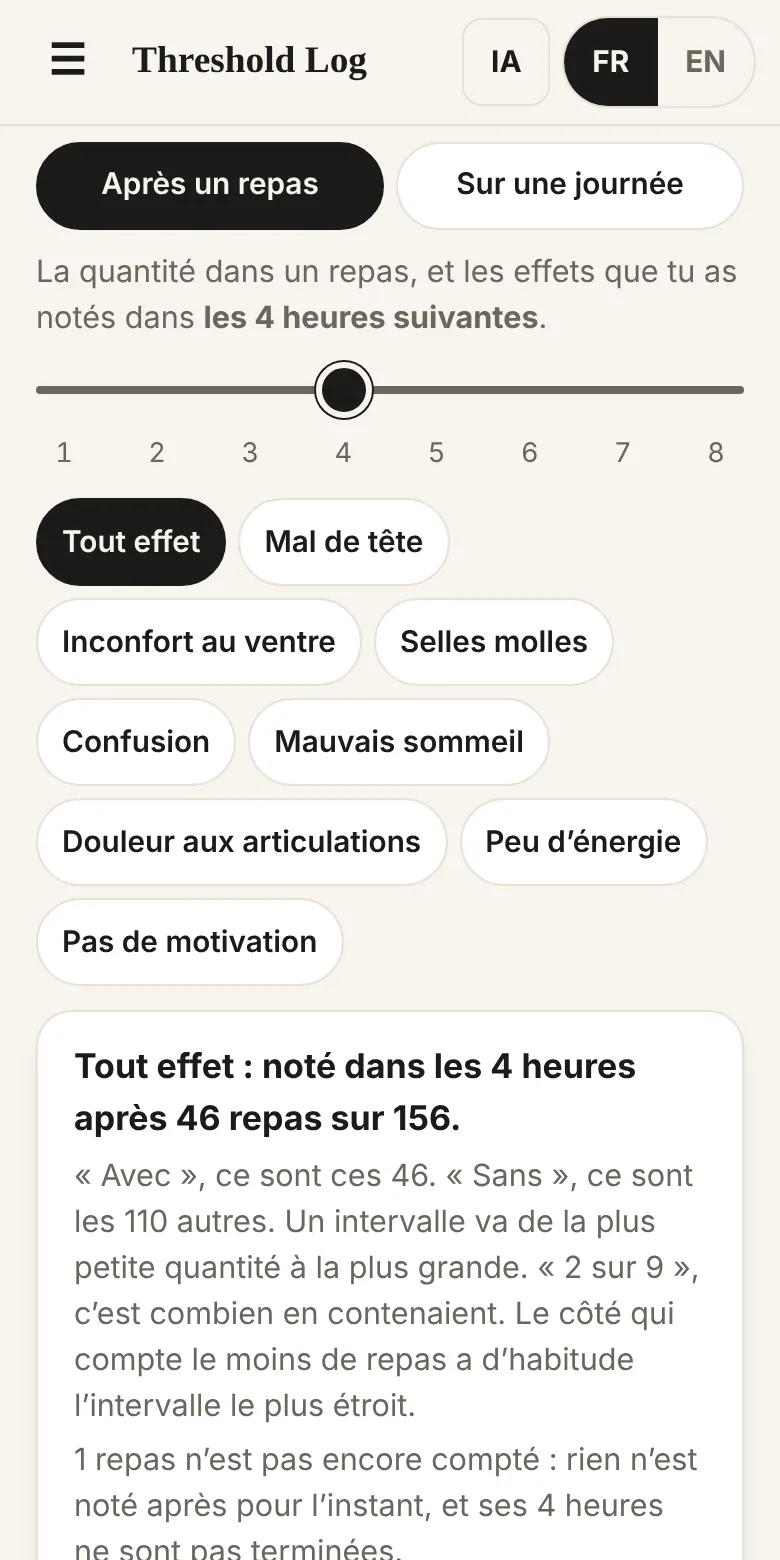 ☰ Threshold Log IA FR EN
Après un repas Sur une journée
La quantité dans un repas, et les effets que tu as
notés dans les 4 heures suivantes.
1 2 3 4 5 6 7 8
Tout effet Mal de tête
Inconfort au ventre Selles molles
Confusion Mauvais sommeil
Douleur aux articulations Peu d’énergie
Pas de motivation
Tout effet : noté dans les 4 heures
après 46 repas sur 156.
« Avec », ce sont ces 46. « Sans », ce sont
les 110 autres. Un intervalle va de la plus
petite quantité à la plus grande. « 2 sur 9 »,
c’est combien en contenaient. Le côté qui
compte le moins de repas a d’habitude
l’intervalle le plus étroit.
1 repas n’est pas encore compté : rien n’est
noté après pour l’instant, et ses 4 heures
ne sont pas terminées.